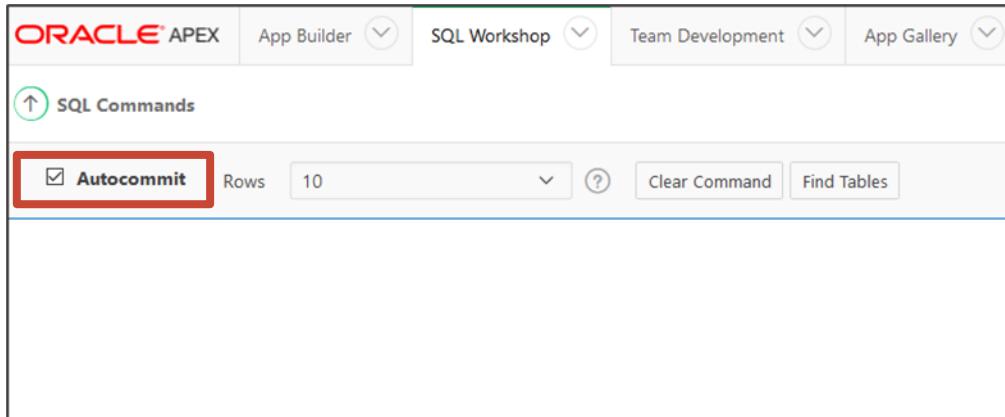 ORACLE APEX App Builder SQL Workshop Team Development App Gallery
SQL Commands
Autocommit Rows 10 ? Clear Command Find Tables